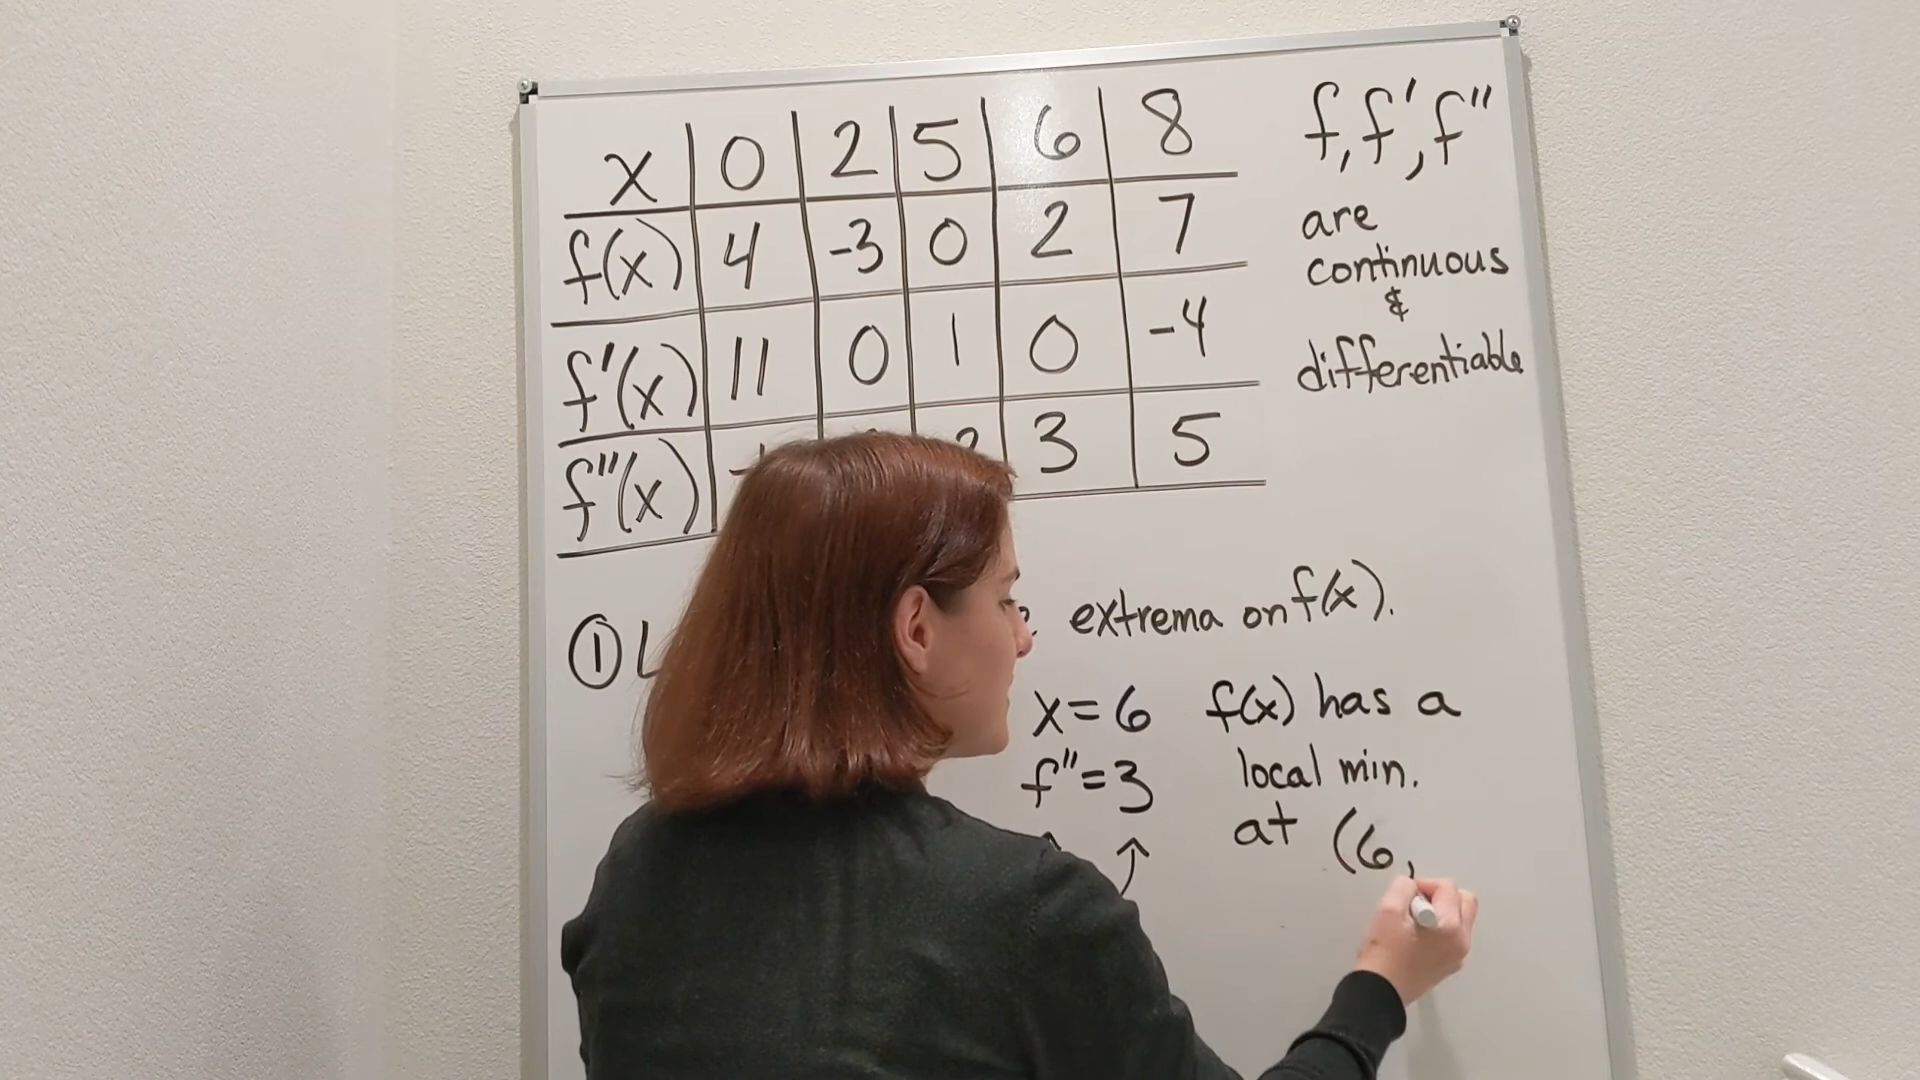 x 0 2 5 6 8
f(x) 4 -3 0 2 7
f'(x) 11 0 1 0 -4
f"(x) 3 5
f, f', f"
are
continuous
&
differentiable
① extrema on f(x).
x=6 f(x) has a
f"=3 local min.
at (6,